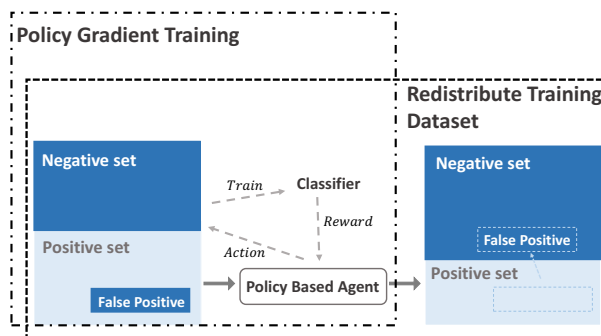 Policy Gradient Training
Redistribute Training
Dataset
Negative set
Train
Classifier
Reward
Action
Positive set
False Positive
Policy Based Agent
Negative set
False Positive
Positive set